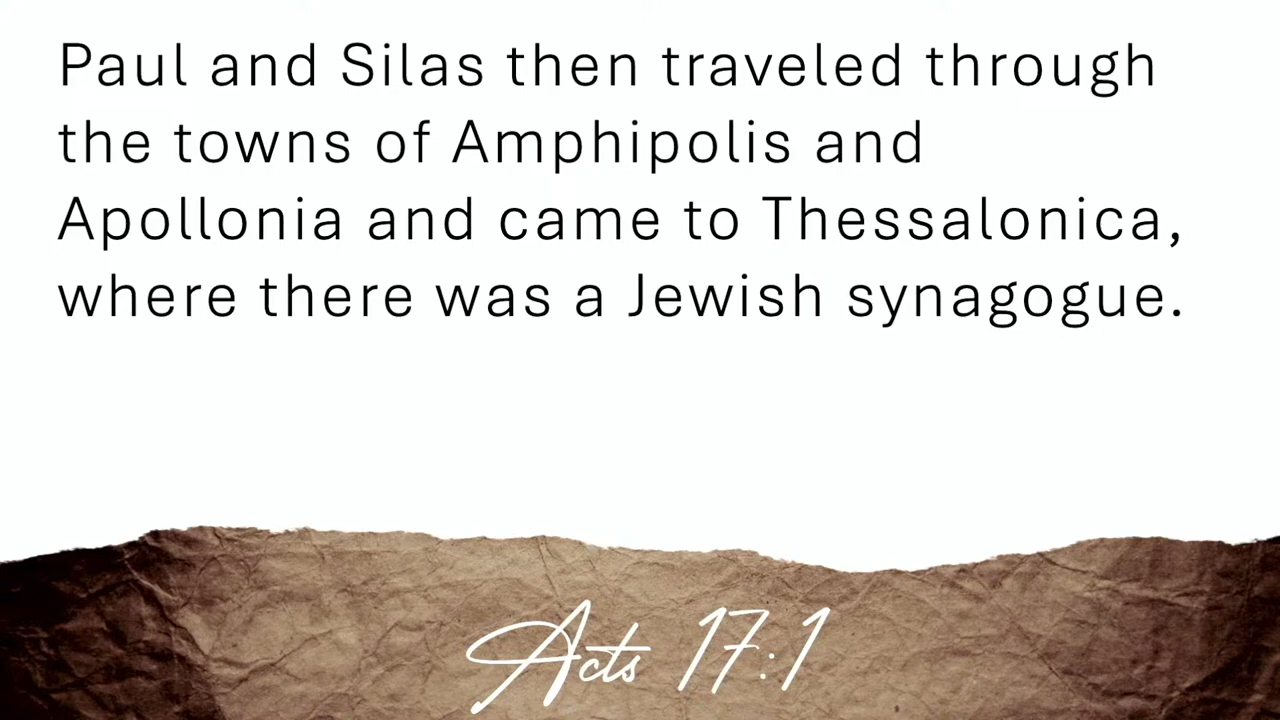 Paul and Silas then traveled through
the towns of Amphipolis and
Apollonia and came to Thessalonica,
where there was a Jewish synagogue.
Acts 17:1